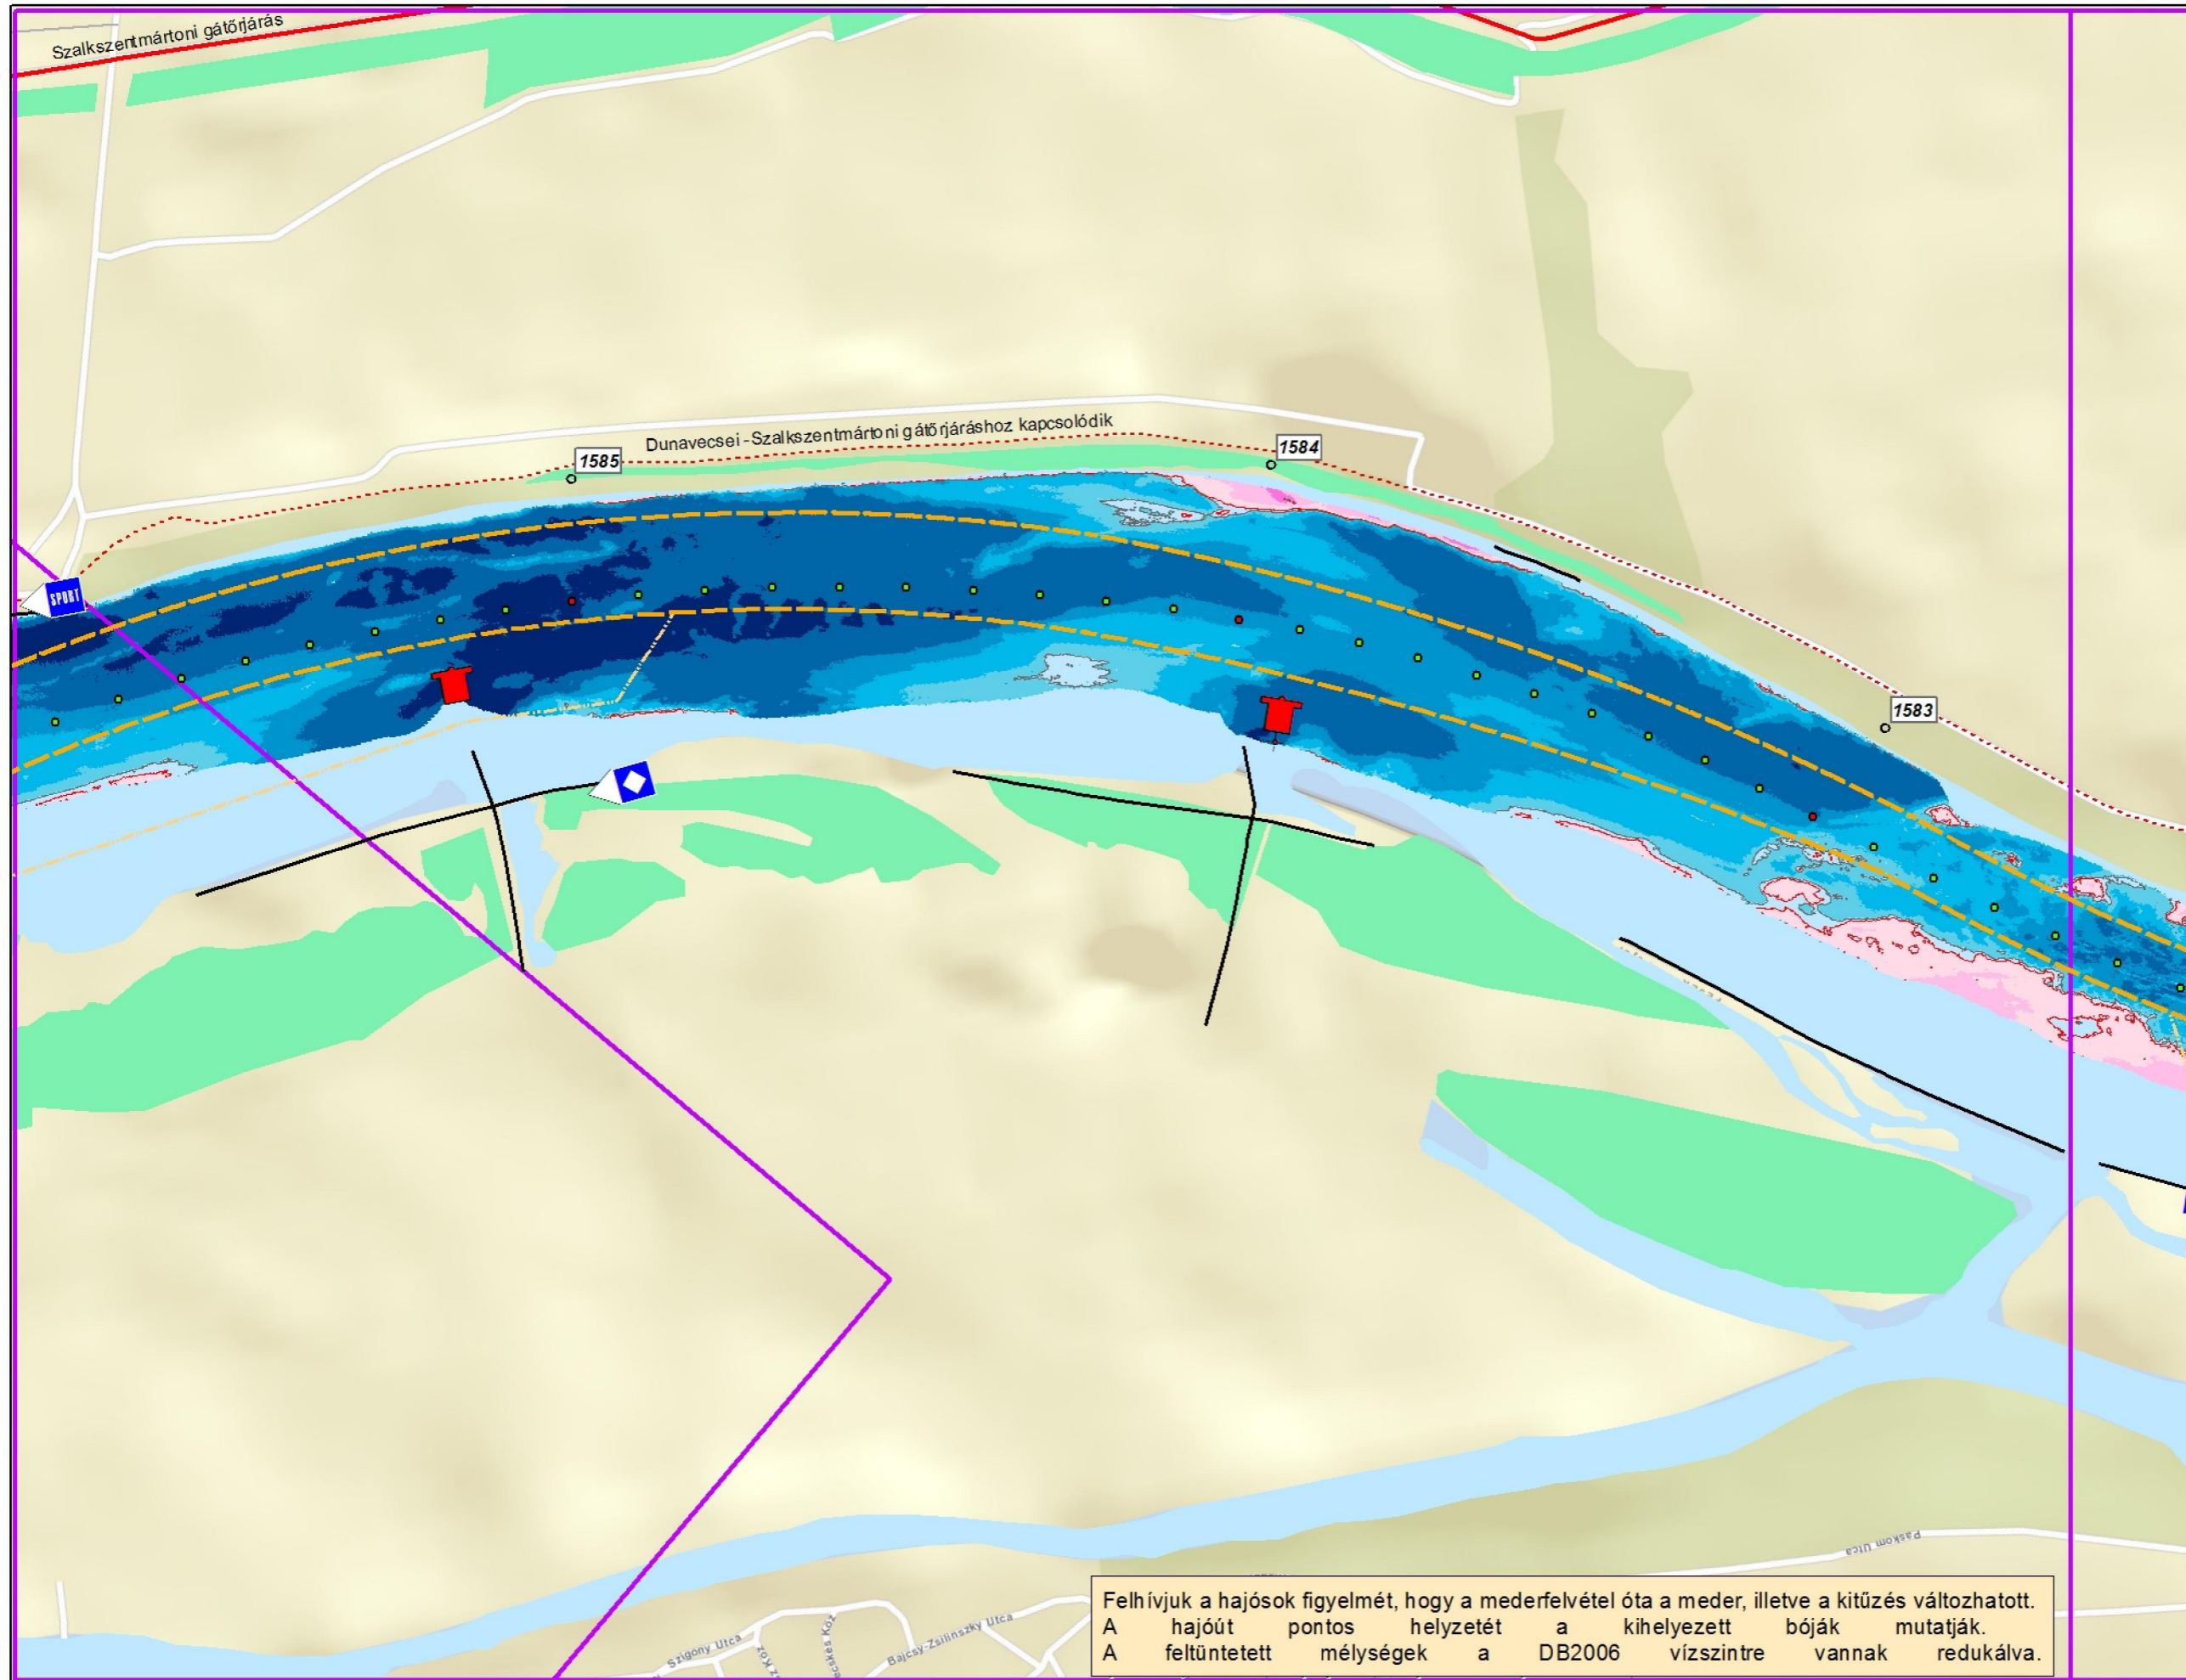 Szalkszentmártoni gátőrjárás
Dunavecsei-Szalkszentmártoni gátőrjáráshoz kapcsolódik
1585
1584
SPORT
1583
Paskom Utca
Szigony Utca
Bajcsy-Zsilinszky Utca
Felhívjuk a hajósok figyelmét, hogy a mederfelvétel óta a meder, illetve a kitűzés változhatott.
A hajóút pontos helyzetét a kihelyezett bóják mutatják.
A feltüntetett mélységek a DB2006 vízszintre vannak redukálva.